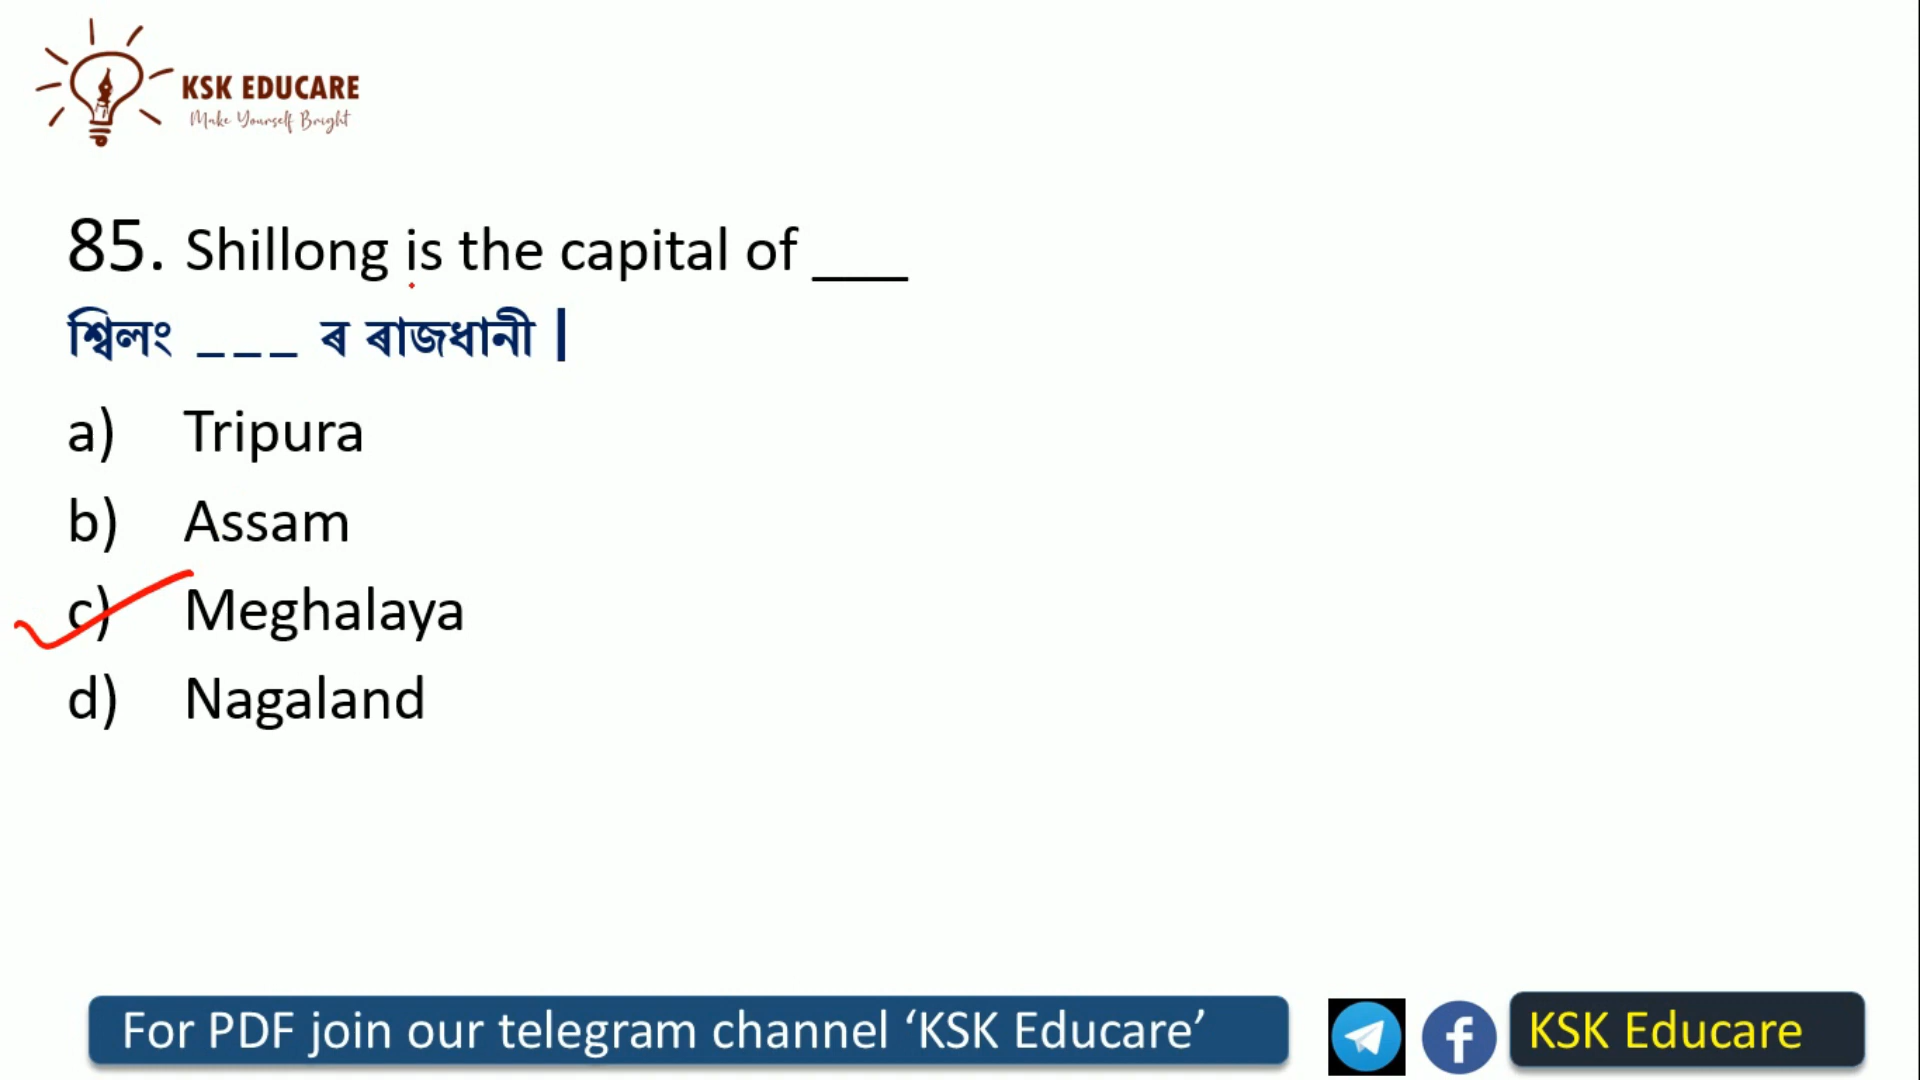 KSK EDUCARE
Make Yourself Bright
85. Shillong is the capital of ___
শ্বিলং _ _ _ ৰ ৰাজধানী |
a) Tripura
b) Assam
c) Meghalaya
d) Nagaland
For PDF join our telegram channel ‘KSK Educare’
KSK Educare